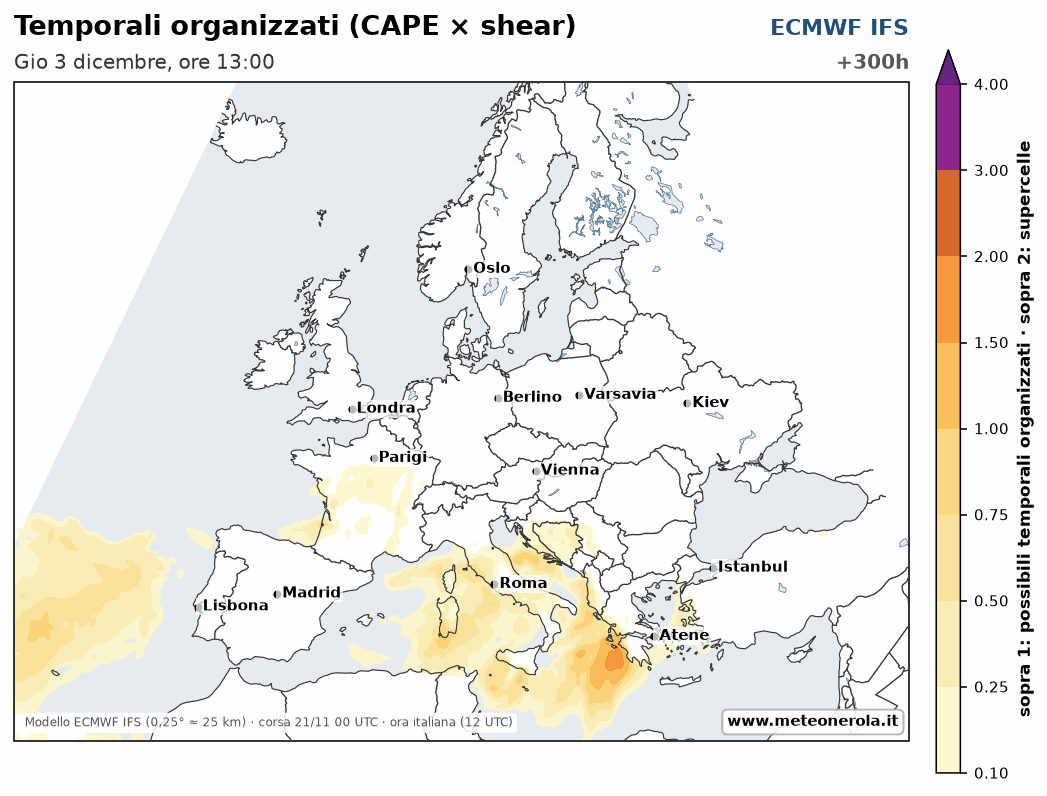 Temporali organizzati (CAPE × shear)
ECMWF IFS
Gio 3 dicembre, ore 13:00
+300h
Oslo
Berlino
Varsavia
Kiev
Londra
Parigi
Vienna
Istanbul
Roma
Madrid
Lisbona
Atene
Modello ECMWF IFS (0,25° ≈ 25 km) · corsa 21/11 00 UTC · ora italiana (12 UTC)
www.meteonerola.it
4.00
3.00
2.00
1.50
1.00
0.75
0.50
0.25
0.10
sopra 1: possibili temporali organizzati · sopra 2: supercelle